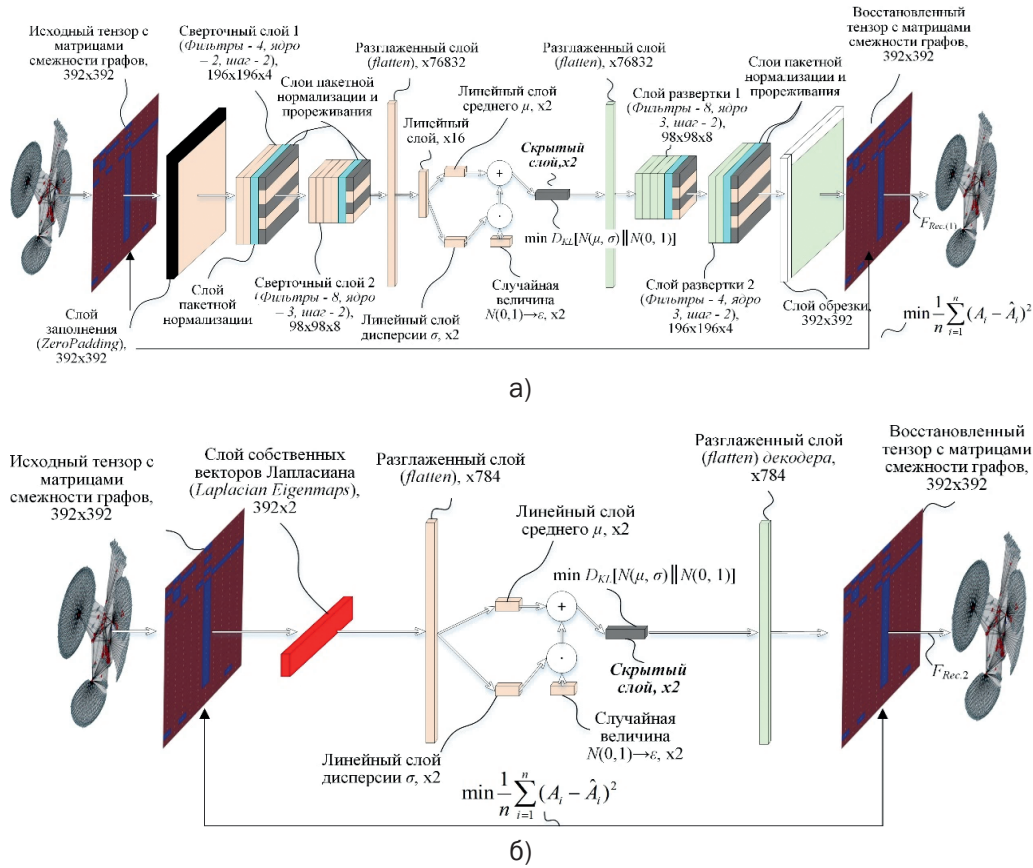 Исходный тензор с
матрицами
смежности графов,
392x392
Сверточный слой 1
(Фильтры - 4, ядро
– 2, шаг - 2),
196x196x4
Слои пакетной
нормализации и
прореживания
Разглаженный слой
(flatten), x76832
Линейный
слой, x16
Линейный слой
среднего μ, x2
Скрытый
слой,x2
+
·
min D_KL[N(μ, σ)‖N(0, 1)]
Разглаженный слой
(flatten), x76832
Слой развертки 1
(Фильтры - 8, ядро
3, шаг - 2),
98x98x8
Слои пакетной
нормализации и
прореживания
Восстановленный
тензор с матрицами
смежности графов,
392x392
F_Rec.(1)
Слой
заполнения
(ZeroPadding),
392x392
Слой
пакетной
нормализации
Сверточный слой 2
(Фильтры - 8, ядро
– 3, шаг - 2),
98x98x8
Линейный слой
дисперсии σ, x2
Случайная
величина
N(0,1)→ε, x2
Слой развертки 2
(Фильтры - 4, ядро
3, шаг - 2),
196x196x4
Слой обрезки,
392x392
min 1/n ∑_{i=1}^{n} (A_i − Â_i)²
а)
Исходный тензор с
матрицами
смежности графов,
392x392
Слой собственных
векторов Лапласиана
(Laplacian Eigenmaps),
392x2
Разглаженный слой
(flatten), x784
Линейный слой
среднего μ, x2
min D_KL[N(μ, σ)‖N(0, 1)]
+
·
Скрытый
слой, x2
Разглаженный слой
(flatten) декодера,
x784
Восстановленный
тензор с матрицами
смежности графов,
392x392
F_Rec.2
Линейный слой
дисперсии σ, x2
Случайная
величина
N(0,1)→ε, x2
min 1/n ∑_{i=1}^{n} (A_i − Â_i)²
б)